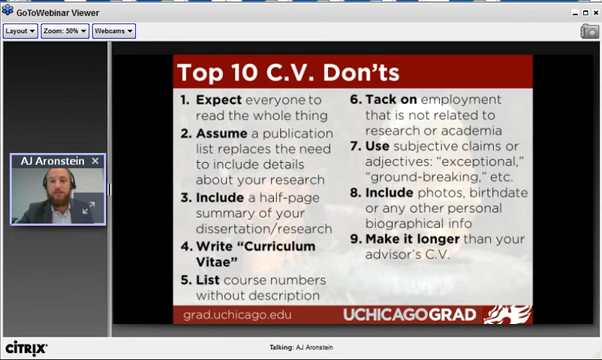 GoToWebinar Viewer
Layout Zoom: 50% Webcams
AJ Aronstein
Top 10 C.V. Don'ts
1. Expect everyone to
read the whole thing
2. Assume a publication
list replaces the need
to include details
about your research
3. Include a half-page
summary of your
dissertation/research
4. Write "Curriculum
Vitae"
5. List course numbers
without description
6. Tack on employment
that is not related to
research or academia
7. Use subjective claims or
adjectives: "exceptional,"
"ground-breaking," etc.
8. Include photos, birthdate
or any other personal
biographical info
9. Make it longer than your
advisor's C.V.
grad.uchicago.edu
UCHICAGOGRAD
CITRIX
Talking: AJ Aronstein